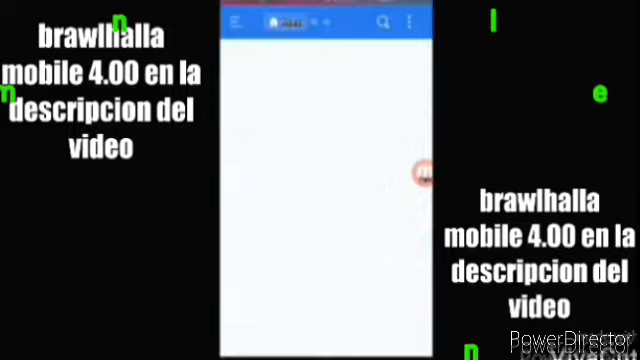 brawlhalla
mobile 4.00 en la
descripcion del
video
n
m
l
e
brawlhalla
mobile 4.00 en la
descripcion del
video
n
PowerDirector